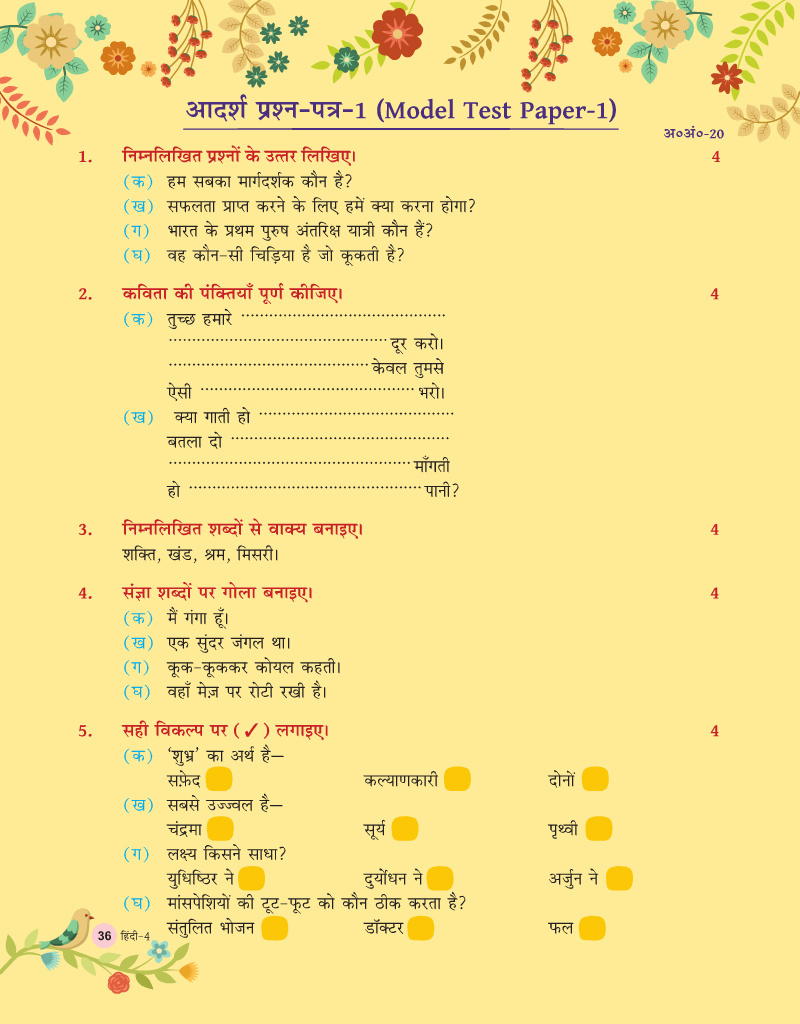 आदर्श प्रश्न-पत्र-1 (Model Test Paper-1)
अ०अं०-20
1. निम्नलिखित प्रश्नों के उत्तर लिखिए। 4
(क) हम सबका मार्गदर्शक कौन है?
(ख) सफलता प्राप्त करने के लिए हमें क्या करना होगा?
(ग) भारत के प्रथम पुरुष अंतरिक्ष यात्री कौन हैं?
(घ) वह कौन-सी चिड़िया है जो कूकती है?
2. कविता की पंक्तियाँ पूर्ण कीजिए। 4
(क) तुच्छ हमारे ..............................................
.............................................. दूर करो।
.............................................. केवल तुमसे
ऐसी .............................................. भरो।
(ख) क्या गाती हो ..............................................
बतला दो ..............................................
.............................................. माँगती
हो .............................................. पानी?
3. निम्नलिखित शब्दों से वाक्य बनाइए। 4
शक्ति, खंड, श्रम, मिसरी।
4. संज्ञा शब्दों पर गोला बनाइए। 4
(क) मैं गंगा हूँ।
(ख) एक सुंदर जंगल था।
(ग) कूक-कूककर कोयल कहती।
(घ) वहाँ मेज़ पर रोटी रखी है।
5. सही विकल्प पर (✓) लगाइए। 4
(क) ‘शुभ्र’ का अर्थ है—
सफ़ेद कल्याणकारी दोनों
(ख) सबसे उज्ज्वल है—
चंद्रमा सूर्य पृथ्वी
(ग) लक्ष्य किसने साधा?
युधिष्ठिर ने दुर्योधन ने अर्जुन ने
(घ) मांसपेशियों की टूट-फूट को कौन ठीक करता है?
संतुलित भोजन डॉक्टर फल
36 हिंदी-4